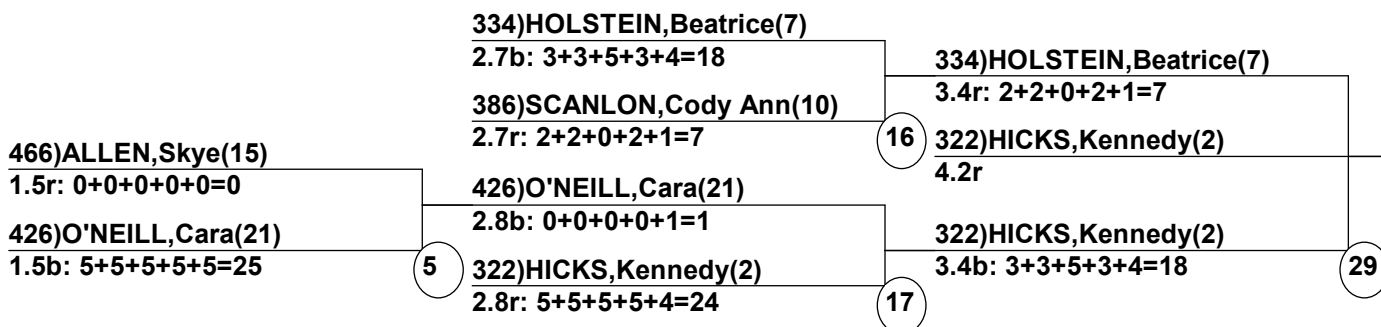 334)HOLSTEIN,Beatrice(7)
2.7b: 3+3+5+3+4=18
386)SCANLON,Cody Ann(10)
2.7r: 2+2+0+2+1=7
16
334)HOLSTEIN,Beatrice(7)
3.4r: 2+2+0+2+1=7
322)HICKS,Kennedy(2)
4.2r
466)ALLEN,Skye(15)
1.5r: 0+0+0+0+0=0
426)O'NEILL,Cara(21)
1.5b: 5+5+5+5+5=25
5
426)O'NEILL,Cara(21)
2.8b: 0+0+0+0+1=1
322)HICKS,Kennedy(2)
2.8r: 5+5+5+5+4=24
17
322)HICKS,Kennedy(2)
3.4b: 3+3+5+3+4=18
29